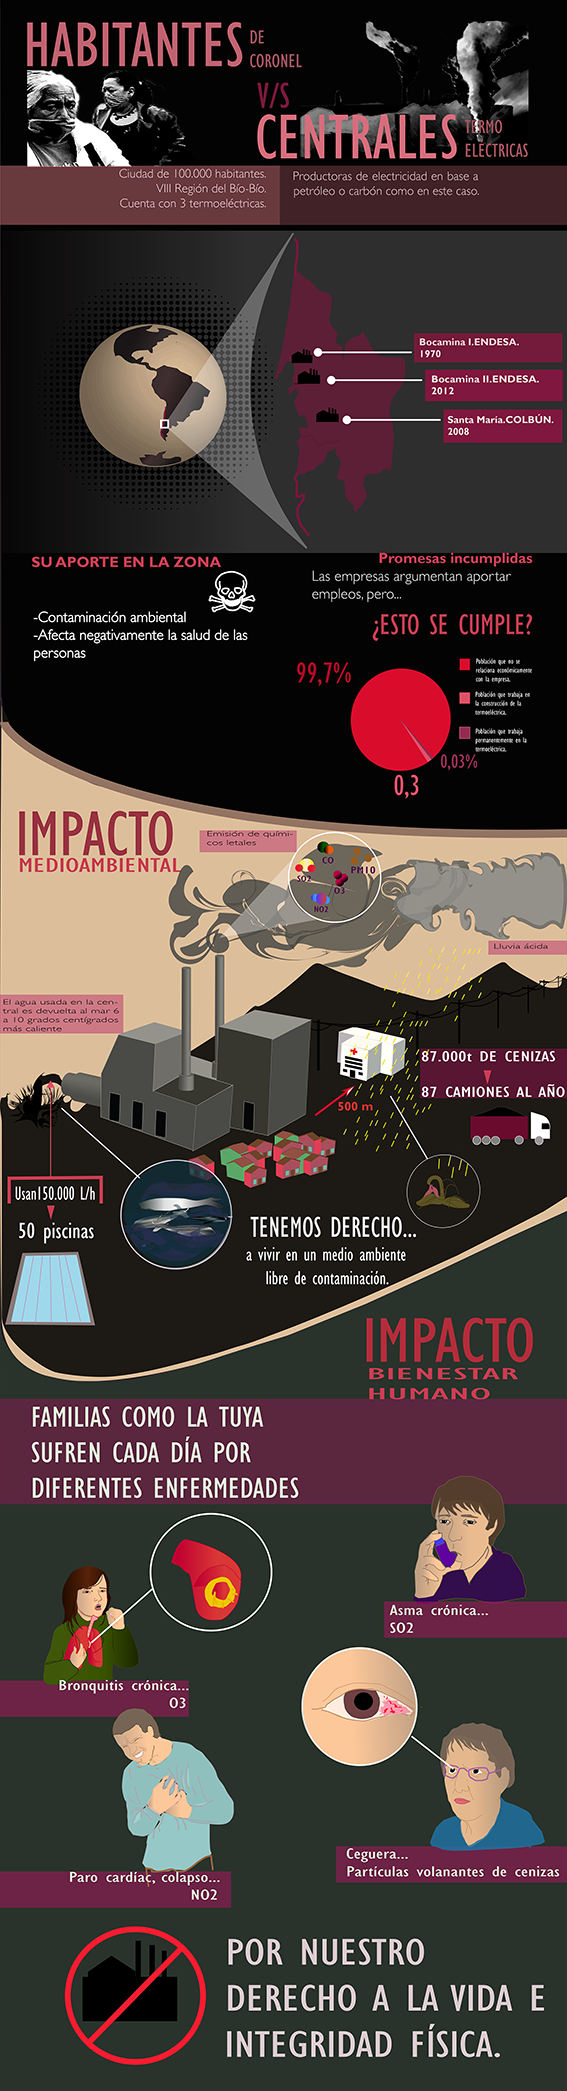 HABITANTES DE
CORONEL
V/S
CENTRALES TERMO
ELECTRICAS
Ciudad de 100.000 habitantes.
VIII Región del Bío-Bío.
Cuenta con 3 termoeléctricas.
Productoras de electricidad en base a
petróleo o carbón como en este caso.
Bocamina I.ENDESA.
1970
Bocamina II.ENDESA.
2012
Santa María.COLBÚN.
2008
SU APORTE EN LA ZONA
-Contaminación ambiental
-Afecta negativamente la salud de las
personas
Promesas incumplidas
Las empresas argumentan aportar
empleos, pero...
¿ESTO SE CUMPLE?
99,7%
Población que no se
relaciona económicamente
con la empresa.
Población que trabaja en
la construcción de la
termoeléctrica.
Población que trabaja
permanentemente en la
termoeléctrica.
0,03%
0,3
IMPACTO
MEDIOAMBIENTAL
Emisión de quími-
cos letales
CO
SO2
PM10
O3
NO2
Lluvia ácida
El agua usada en la cen-
tral es devuelta al mar 6
a 10 grados centígrados
más caliente
87.000t DE CENIZAS
87 CAMIONES AL AÑO
500 m
Usan150.000 L/h
50 piscinas
TENEMOS DERECHO...
a vivir en un medio ambiente
libre de contaminación.
IMPACTO
BIENESTAR
HUMANO
FAMILIAS COMO LA TUYA
SUFREN CADA DÍA POR
DIFERENTES ENFERMEDADES
Asma crónica...
SO2
Bronquitis crónica...
O3
Paro cardíac, colapso...
NO2
Ceguera...
Partículas volanantes de cenizas
POR NUESTRO
DERECHO A LA VIDA E
INTEGRIDAD FÍSICA.